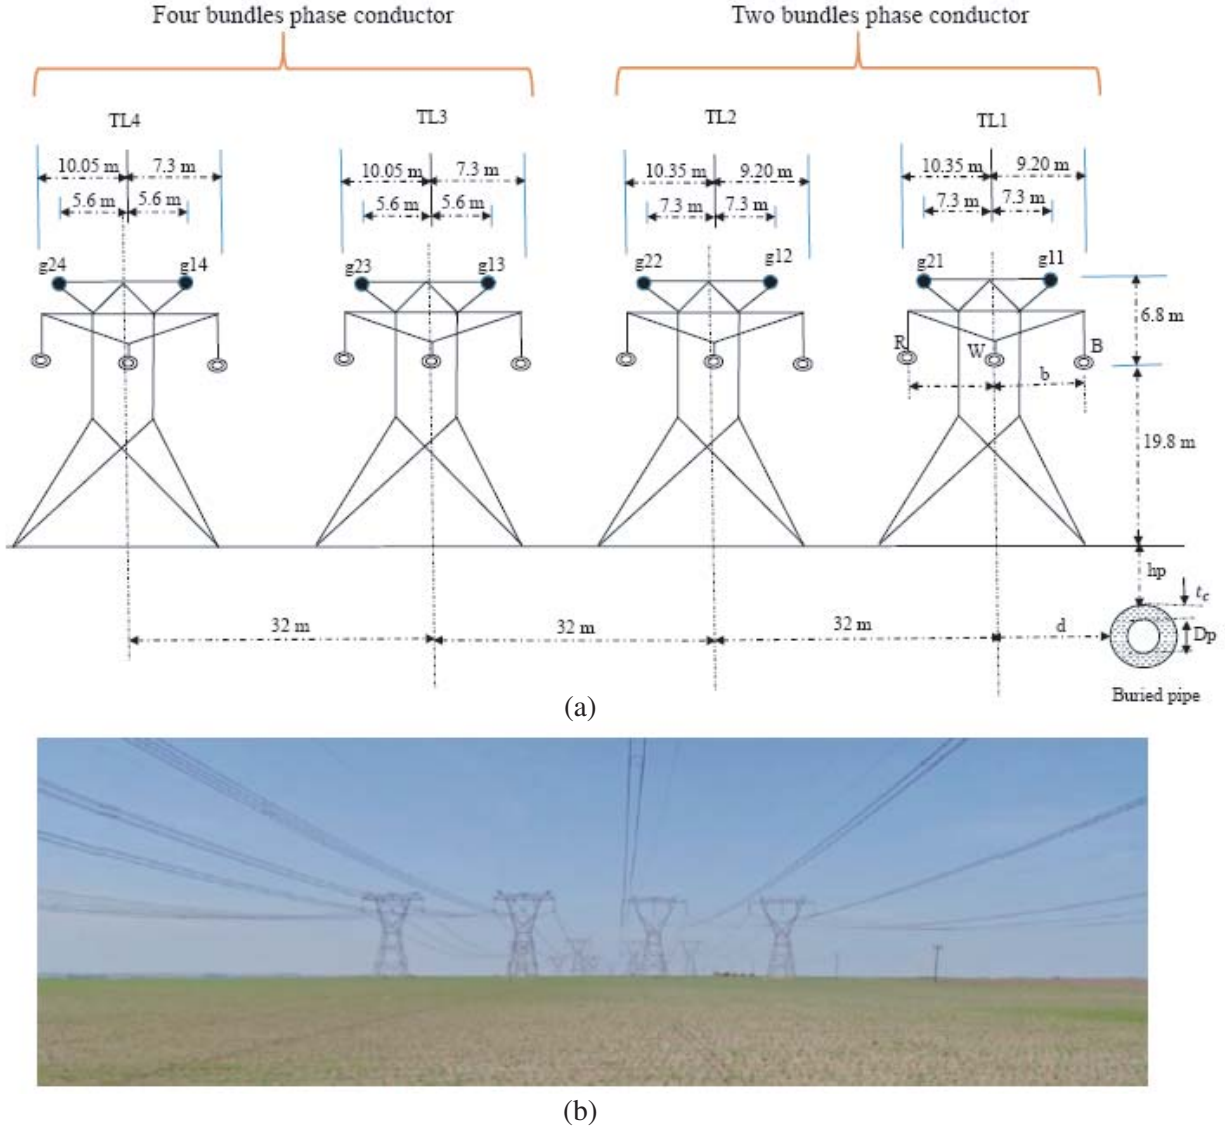 Four bundles phase conductor Two bundles phase conductor
TL4 TL3 TL2 TL1
10.05 m 7.3 m 10.05 m 7.3 m 10.35 m 9.20 m 10.35 m 9.20 m
5.6 m 5.6 m 5.6 m 5.6 m 7.3 m 7.3 m 7.3 m 7.3 m
g24 g14 g23 g13 g22 g12 g21 g11
6.8 m
R W B
b
19.8 m
hp
t_c
32 m 32 m 32 m d Dp
Buried pipe
(a)
(b)